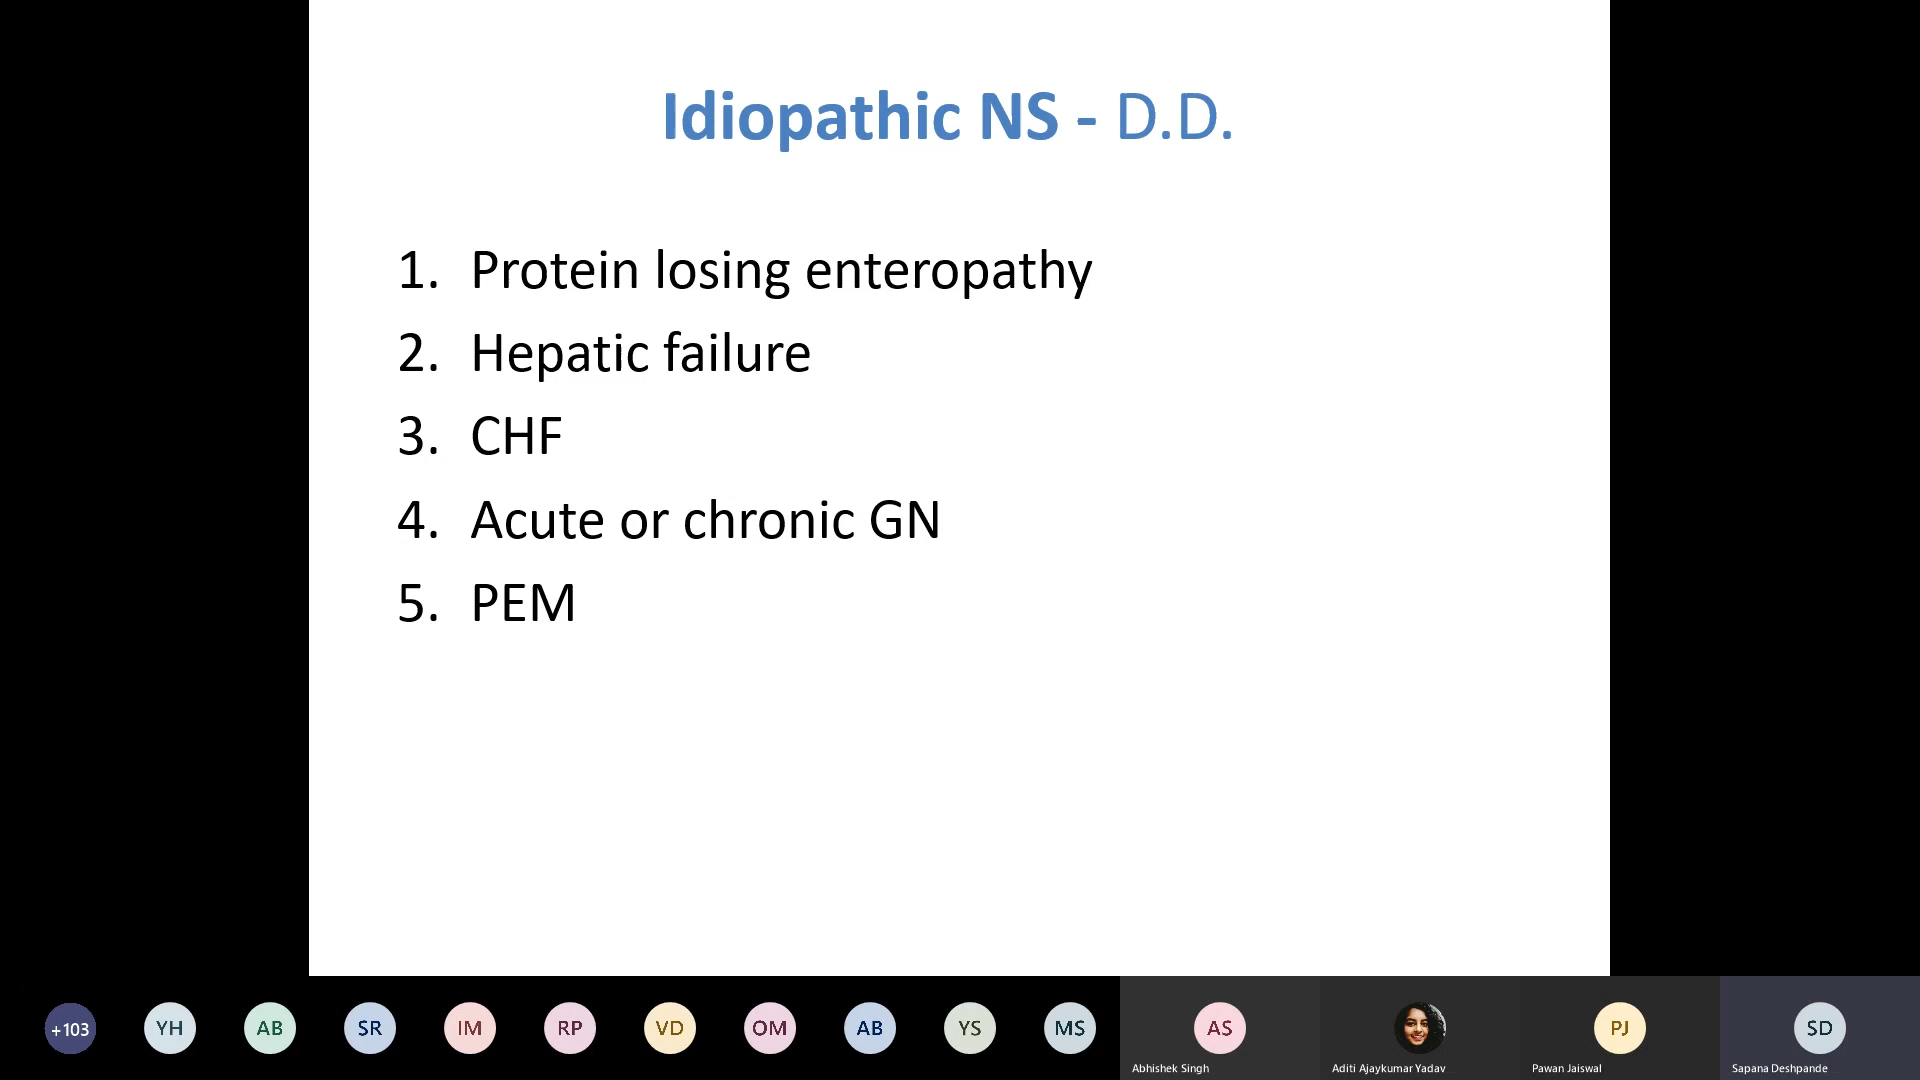 Idiopathic NS - D.D.
1. Protein losing enteropathy
2. Hepatic failure
3. CHF
4. Acute or chronic GN
5. PEM
+103 YH AB SR IM RP VD OM AB YS MS AS PJ SD
Abhishek Singh Aditi Ajaykumar Yadav Pawan Jaiswal Sapana Deshpande